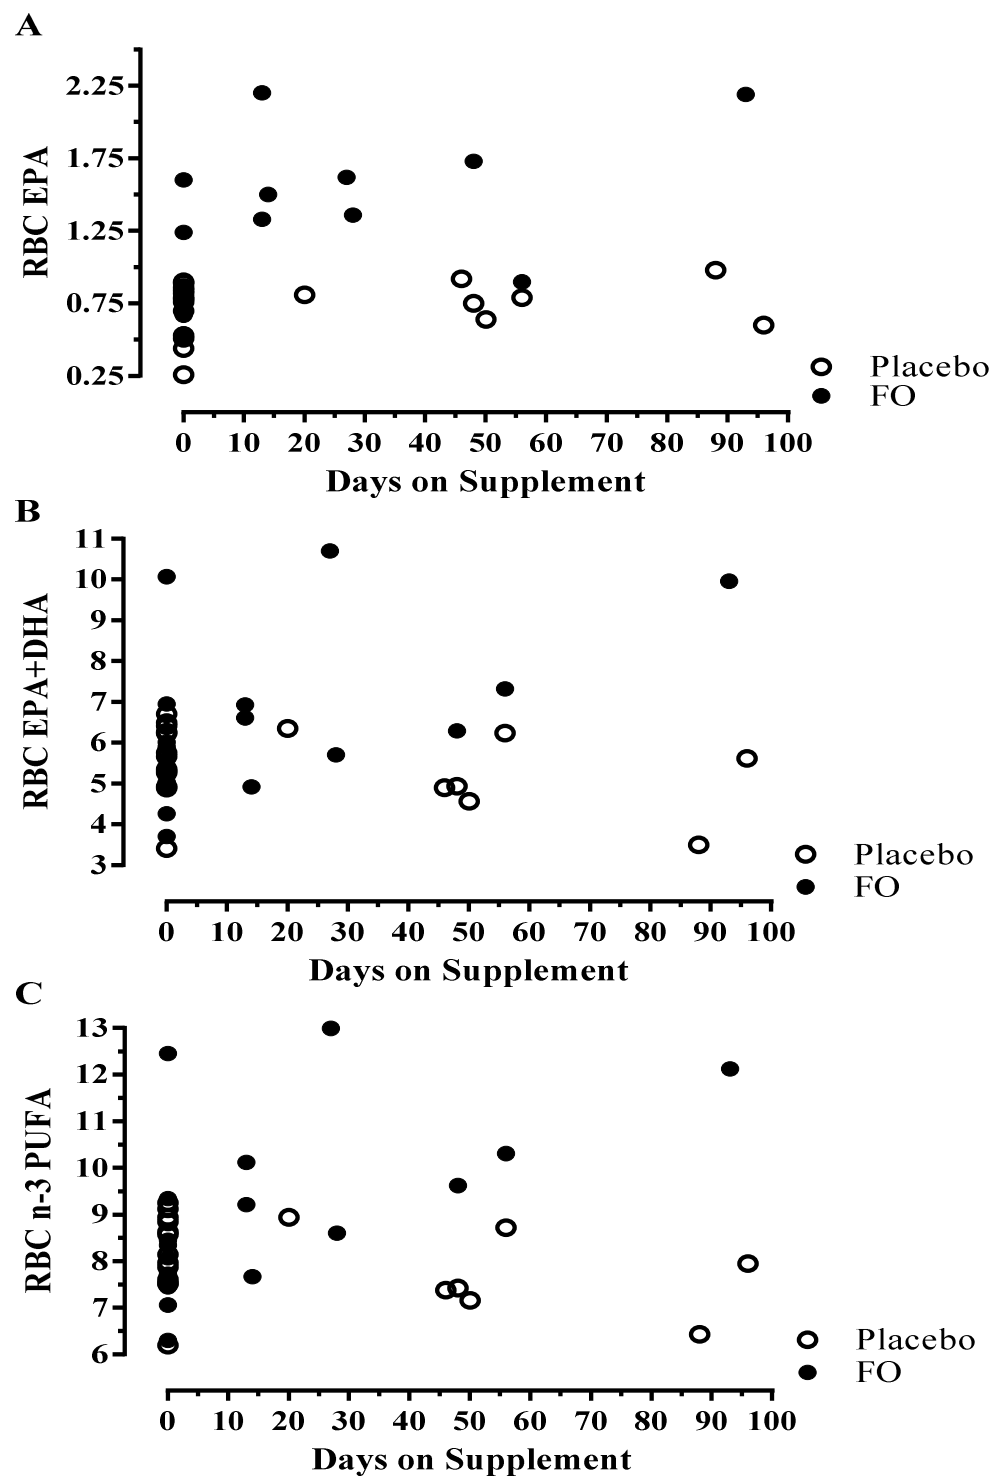 A
RBC EPA
2.25
1.75
1.25
0.75
0.25
0 10 20 30 40 50 60 70 80 90 100
Days on Supplement
Placebo
FO
B
RBC EPA+DHA
11
10
9
8
7
6
5
4
3
0 10 20 30 40 50 60 70 80 90 100
Days on Supplement
Placebo
FO
C
RBC n-3 PUFA
13
12
11
10
9
8
7
6
0 10 20 30 40 50 60 70 80 90 100
Days on Supplement
Placebo
FO